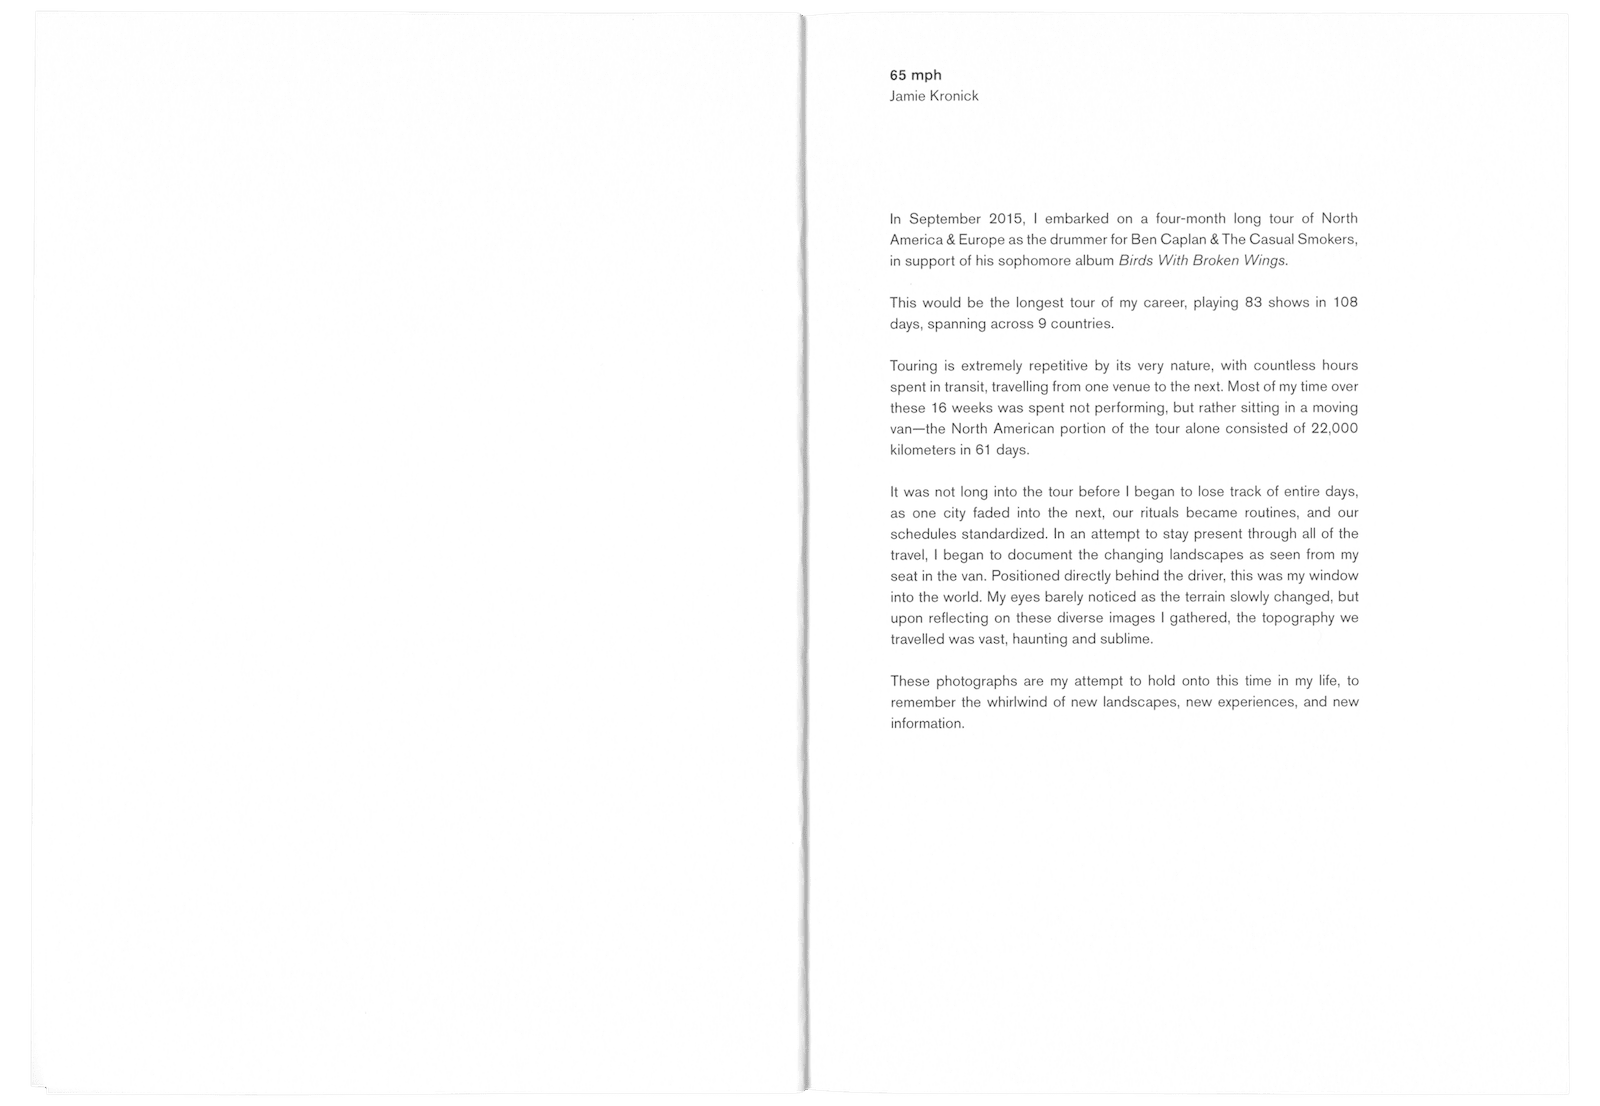 65 mph
Jamie Kronick
In September 2015, I embarked on a four-month long tour of North
America & Europe as the drummer for Ben Caplan & The Casual Smokers,
in support of his sophomore album Birds With Broken Wings.
This would be the longest tour of my career, playing 83 shows in 108
days, spanning across 9 countries.
Touring is extremely repetitive by its very nature, with countless hours
spent in transit, travelling from one venue to the next. Most of my time over
these 16 weeks was spent not performing, but rather sitting in a moving
van—the North American portion of the tour alone consisted of 22,000
kilometers in 61 days.
It was not long into the tour before I began to lose track of entire days,
as one city faded into the next, our rituals became routines, and our
schedules standardized. In an attempt to stay present through all of the
travel, I began to document the changing landscapes as seen from my
seat in the van. Positioned directly behind the driver, this was my window
into the world. My eyes barely noticed as the terrain slowly changed, but
upon reflecting on these diverse images I gathered, the topography we
travelled was vast, haunting and sublime.
These photographs are my attempt to hold onto this time in my life, to
remember the whirlwind of new landscapes, new experiences, and new
information.